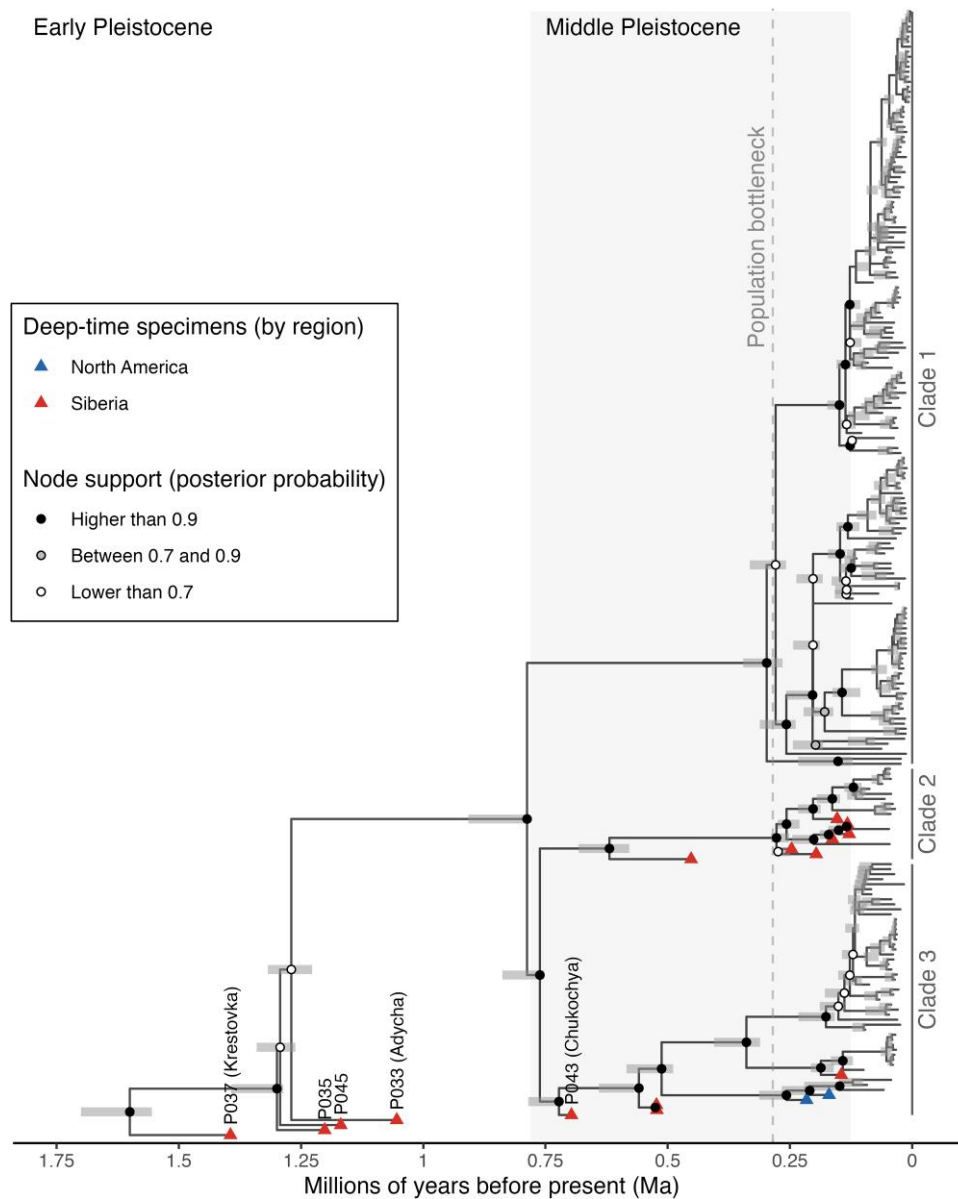 Early Pleistocene
Middle Pleistocene
Population bottleneck
Deep-time specimens (by region)
North America
Siberia
Node support (posterior probability)
Higher than 0.9
Between 0.7 and 0.9
Lower than 0.7
Clade 1
Clade 2
Clade 3
P037 (Krestovka)
P035
P045
P033 (Adycha)
P043 (Chukochya)
1.75 1.5 1.25 1 0.75 0.5 0.25 0
Millions of years before present (Ma)